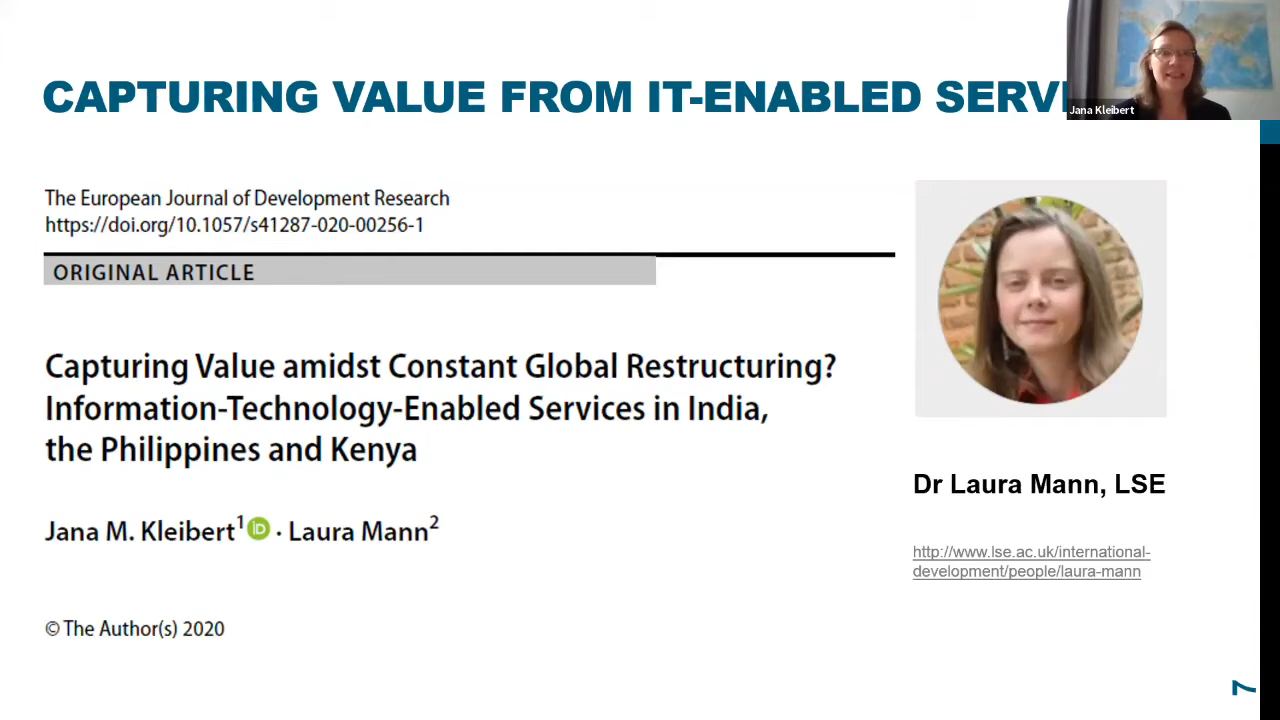 CAPTURING VALUE FROM IT-ENABLED SERVI
Jana Kleibert
The European Journal of Development Research
https://doi.org/10.1057/s41287-020-00256-1
ORIGINAL ARTICLE
Capturing Value amidst Constant Global Restructuring?
Information-Technology-Enabled Services in India,
the Philippines and Kenya
Jana M. Kleibert1 iD · Laura Mann2
© The Author(s) 2020
Dr Laura Mann, LSE
http://www.lse.ac.uk/international-
development/people/laura-mann
7